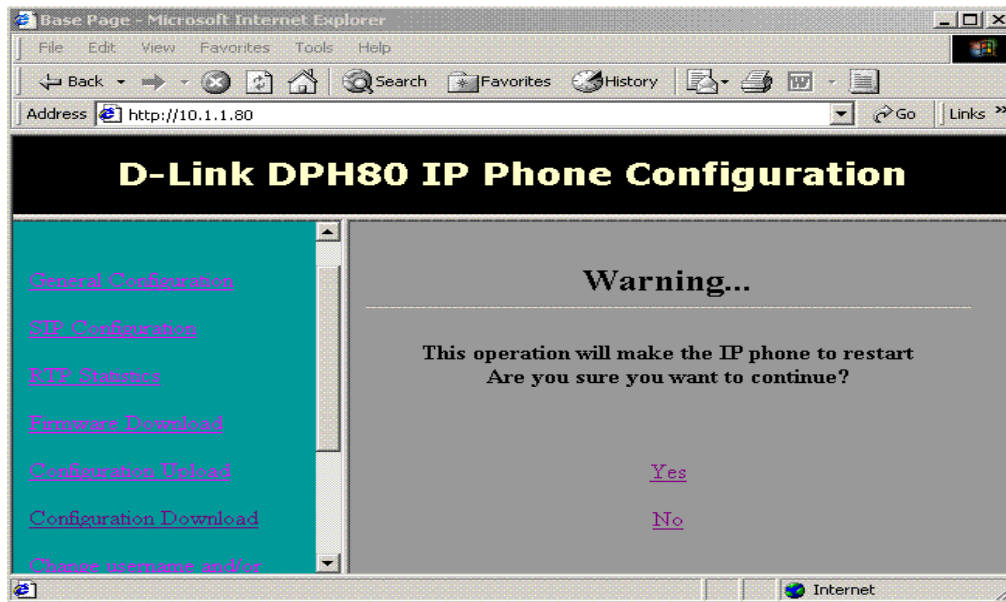 Base Page - Microsoft Internet Explorer
File Edit View Favorites Tools Help
Back Search Favorites History
Address http://10.1.1.80 Go Links »
D-Link DPH80 IP Phone Configuration
General Configuration
SIP Configuration
RTP Statistics
Firmware Download
Configuration Upload
Configuration Download
Change username and/or
Warning...
This operation will make the IP phone to restart
Are you sure you want to continue?
Yes
No
Internet